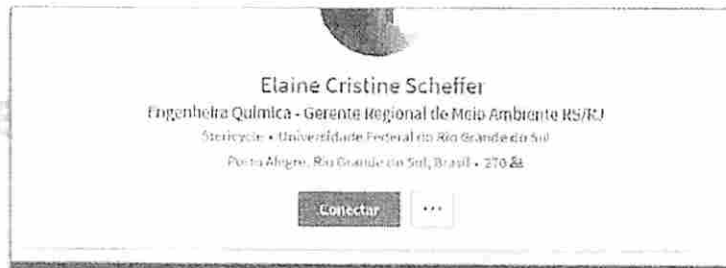 Elaine Cristine Scheffer
Engenheira Química - Gerente Regional de Meio Ambiente RS/RJ
Stericycle • Universidade Federal do Rio Grande do Sul
Porto Alegre, Rio Grande do Sul, Brasil • 270
Conectar